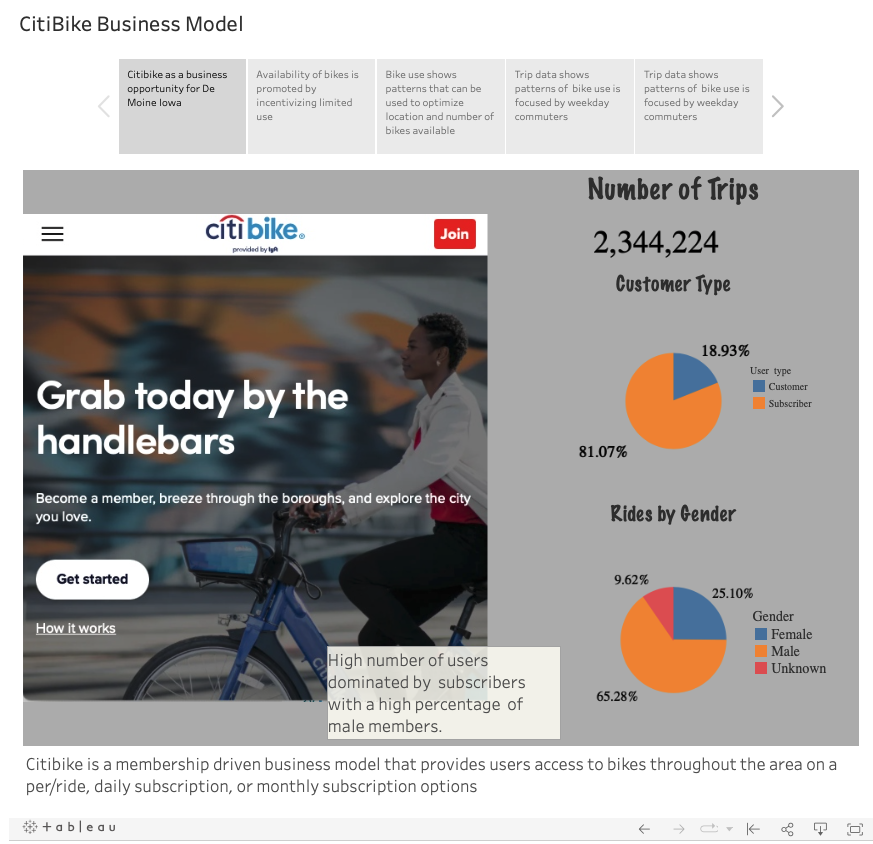 CitiBike Business Model
Citibike as a business
opportunity for De
Moine Iowa
Availability of bikes is
promoted by
incentivizing limited
use
Bike use shows
patterns that can be
used to optimize
location and number of
bikes available
Trip data shows
patterns of  bike use is
focused by weekday
commuters
Trip data shows
patterns of  bike use is
focused by weekday
commuters
citi bike®
provided by lyft
Join
Grab today by the
handlebars
Become a member, breeze through the boroughs, and explore the city
you love.
Get started
How it works
High number of users
dominated by  subscribers
with a high percentage  of
male members.
Number of Trips
2,344,224
Customer Type
18.93%
81.07%
User type
Customer
Subscriber
Rides by Gender
9.62%
25.10%
65.28%
Gender
Female
Male
Unknown
Citibike is a membership driven business model that provides users access to bikes throughout the area on a
per/ride, daily subscription, or monthly subscription options
+ableau